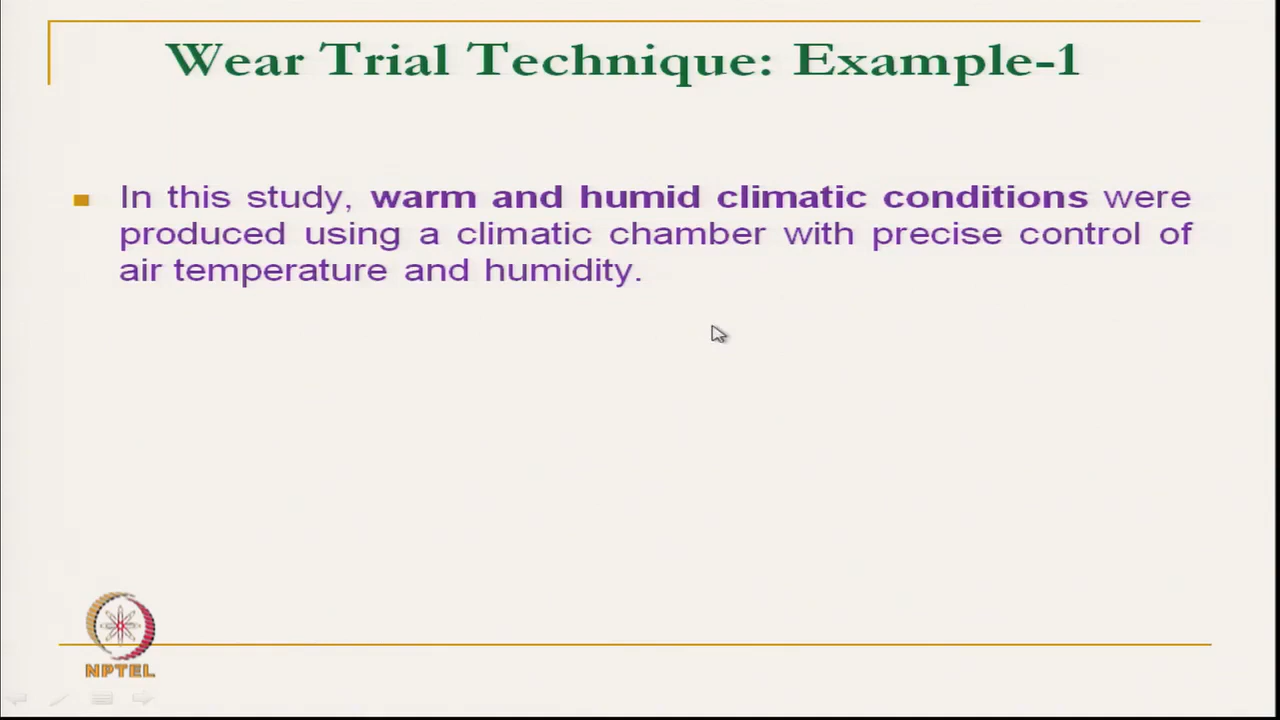 Wear Trial Technique: Example-1
In this study, warm and humid climatic conditions were
produced using a climatic chamber with precise control of
air temperature and humidity.
NPTEL